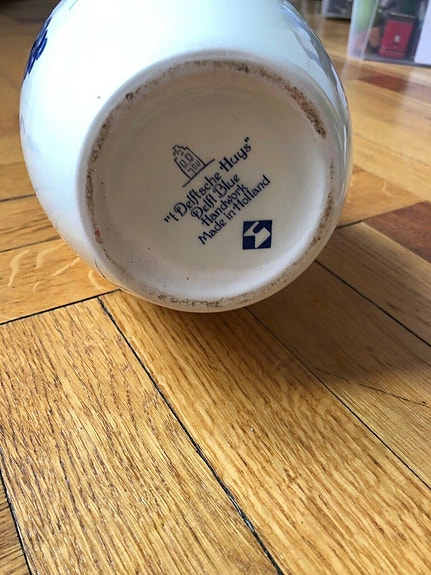 "'t Delftsche Huys"
Delft Blue
Handwork
Made in Holland